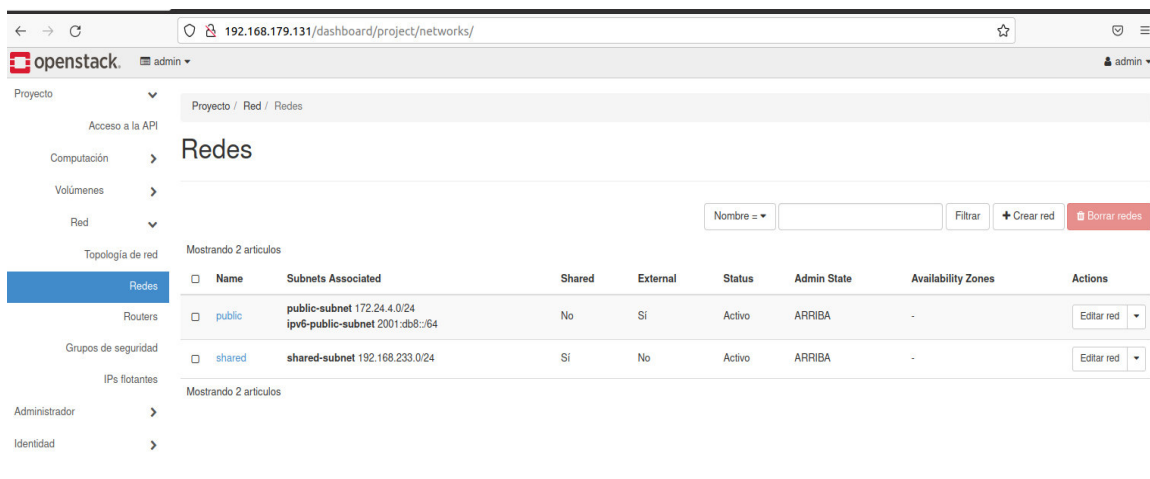 192.168.179.131/dashboard/project/networks/
openstack. admin admin
Proyecto
Acceso a la API
Computación
Volúmenes
Red
Topología de red
Redes
Routers
Grupos de seguridad
IPs flotantes
Administrador
Identidad
Proyecto / Red / Redes
Redes
Nombre = Filtrar + Crear red Borrar redes
Mostrando 2 articulos
Name Subnets Associated Shared External Status Admin State Availability Zones Actions
public public-subnet 172.24.4.0/24 No Sí Activo ARRIBA - Editar red
ipv6-public-subnet 2001:db8::/64
shared shared-subnet 192.168.233.0/24 Sí No Activo ARRIBA - Editar red
Mostrando 2 articulos